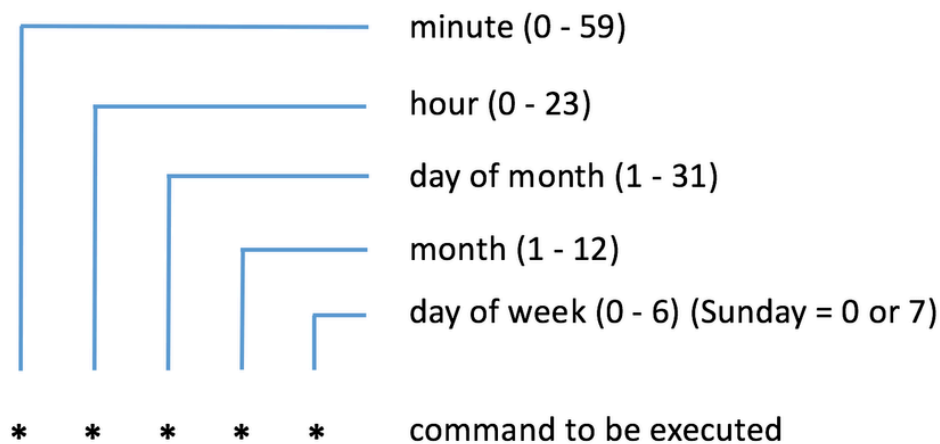 minute (0 - 59)
hour (0 - 23)
day of month (1 - 31)
month (1 - 12)
day of week (0 - 6) (Sunday = 0 or 7)
* * * * * command to be executed